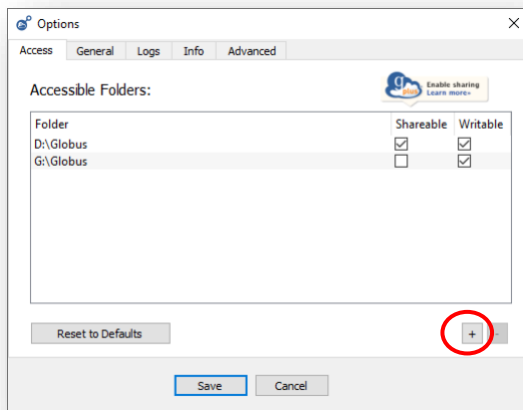 Options
Access General Logs Info Advanced
Accessible Folders:
g plus Enable sharing
Learn more»
Folder Shareable Writable
D:\Globus
G:\Globus
Reset to Defaults + -
Save Cancel